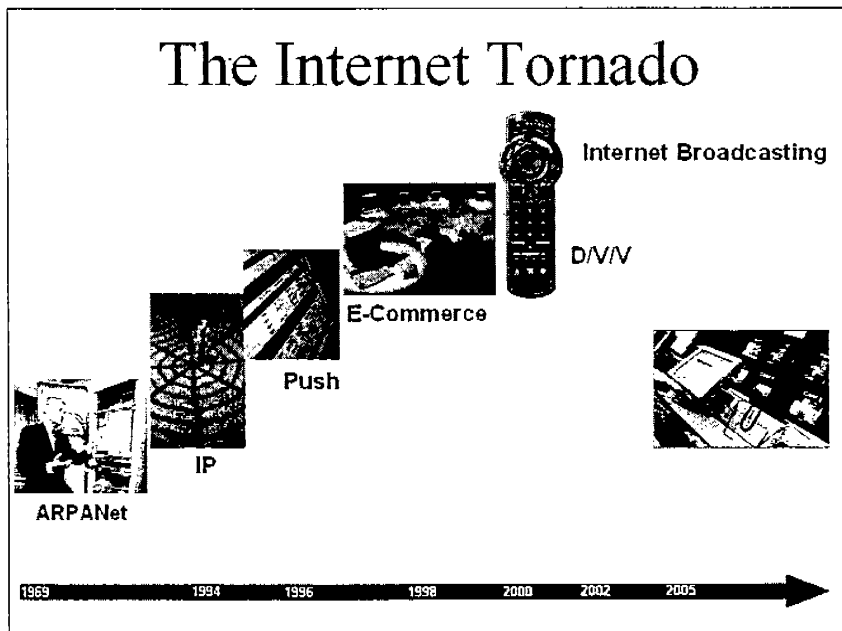 The Internet Tornado
Internet Broadcasting
D/V/V
E-Commerce
Push
IP
ARPANet
1969 1994 1996 1998 2000 2002 2005